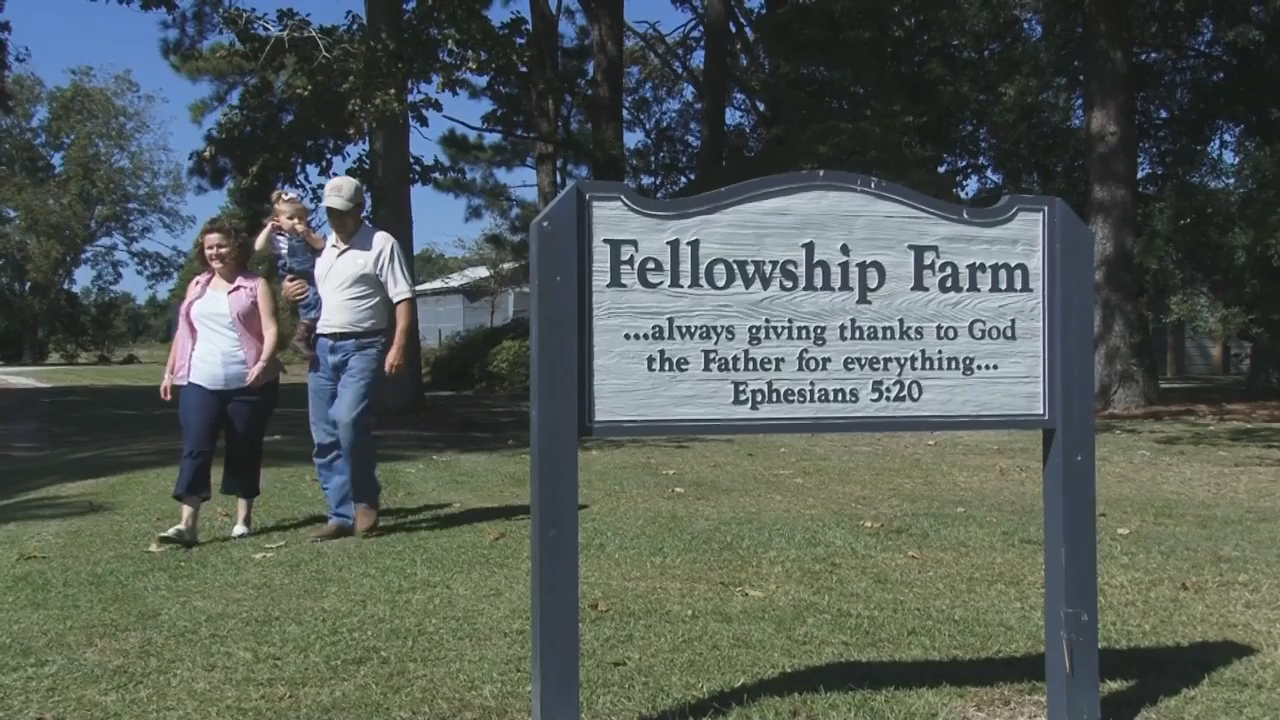 Fellowship Farm
...always giving thanks to God
the Father for everything...
Ephesians 5:20